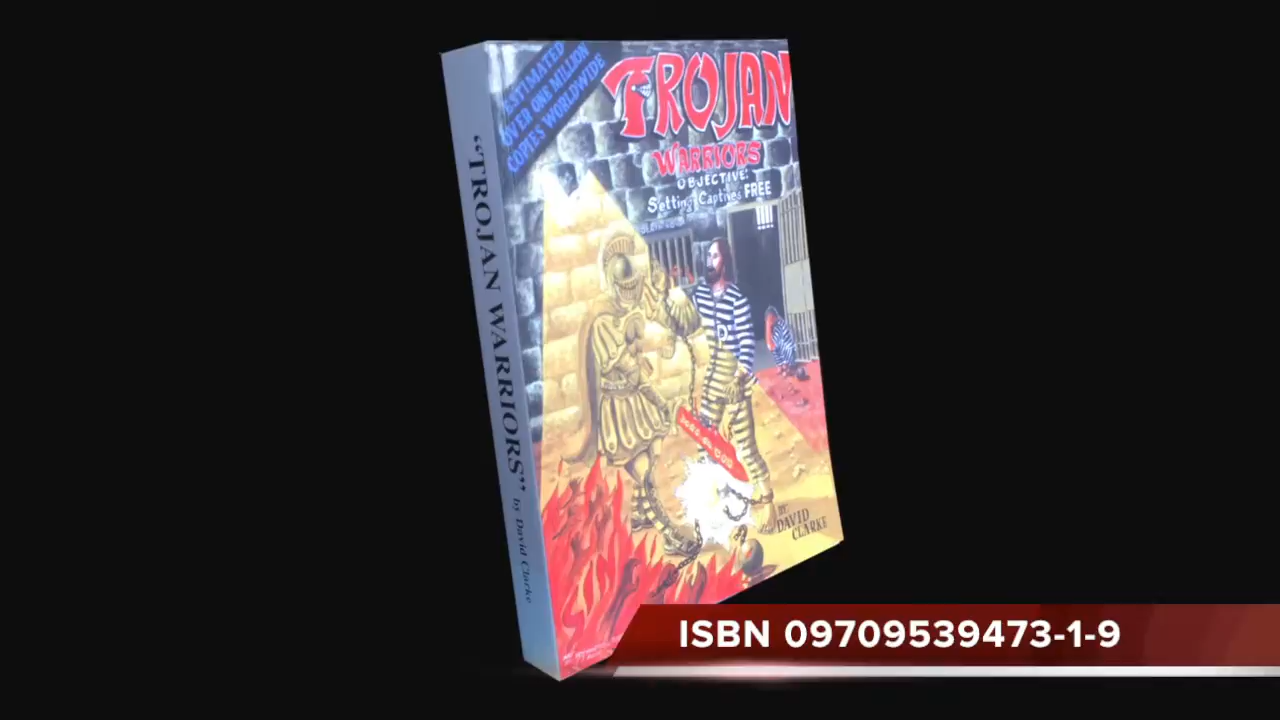 ESTIMATED
OVER ONE MILLION
COPIES WORLDWIDE
TROJAN
WARRIORS
OBJECTIVE:
Setting Captives FREE
"TROJAN WARRIORS" by David Clarke
BY
DAVID
CLARKE
ISBN 09709539473-1-9